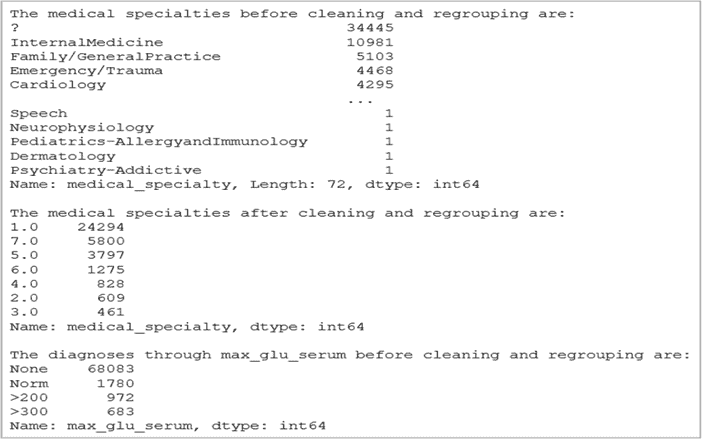 The medical specialties before cleaning and regrouping are:
? 34445
InternalMedicine 10981
Family/GeneralPractice 5103
Emergency/Trauma 4468
Cardiology 4295
...
Speech 1
Neurophysiology 1
Pediatrics-AllergyandImmunology 1
Dermatology 1
Psychiatry-Addictive 1
Name: medical_specialty, Length: 72, dtype: int64
The medical specialties after cleaning and regrouping are:
1.0 24294
7.0 5800
5.0 3797
6.0 1275
4.0 828
2.0 609
3.0 461
Name: medical_specialty, dtype: int64
The diagnoses through max_glu_serum before cleaning and regrouping are:
None 68083
Norm 1780
>200 972
>300 683
Name: max_glu_serum, dtype: int64